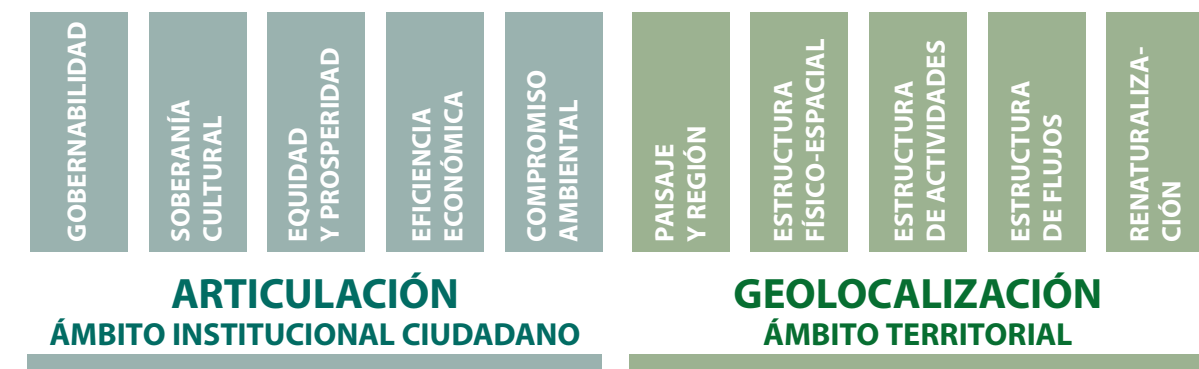 GOBERNABILIDAD
SOBERANÍA
CULTURAL
EQUIDAD
Y PROSPERIDAD
EFICIENCIA
ECONÓMICA
COMPROMISO
AMBIENTAL
PAISAJE
Y REGIÓN
ESTRUCTURA
FÍSICO-ESPACIAL
ESTRUCTURA
DE ACTIVIDADES
ESTRUCTURA
DE FLUJOS
RENATURALIZA-
CIÓN
ARTICULACIÓN
ÁMBITO INSTITUCIONAL CIUDADANO
GEOLOCALIZACIÓN
ÁMBITO TERRITORIAL